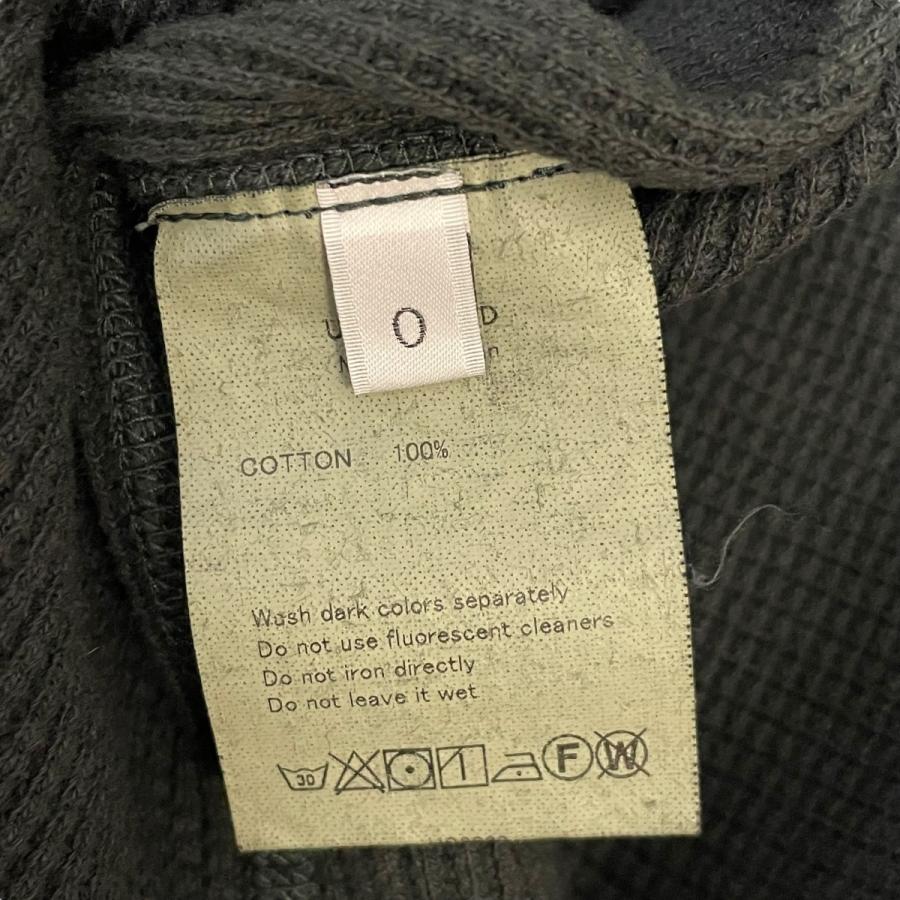 0
COTTON 100%
Wash dark colors separately
Do not use fluorescent cleaners
Do not iron directly
Do not leave it wet
30
F W